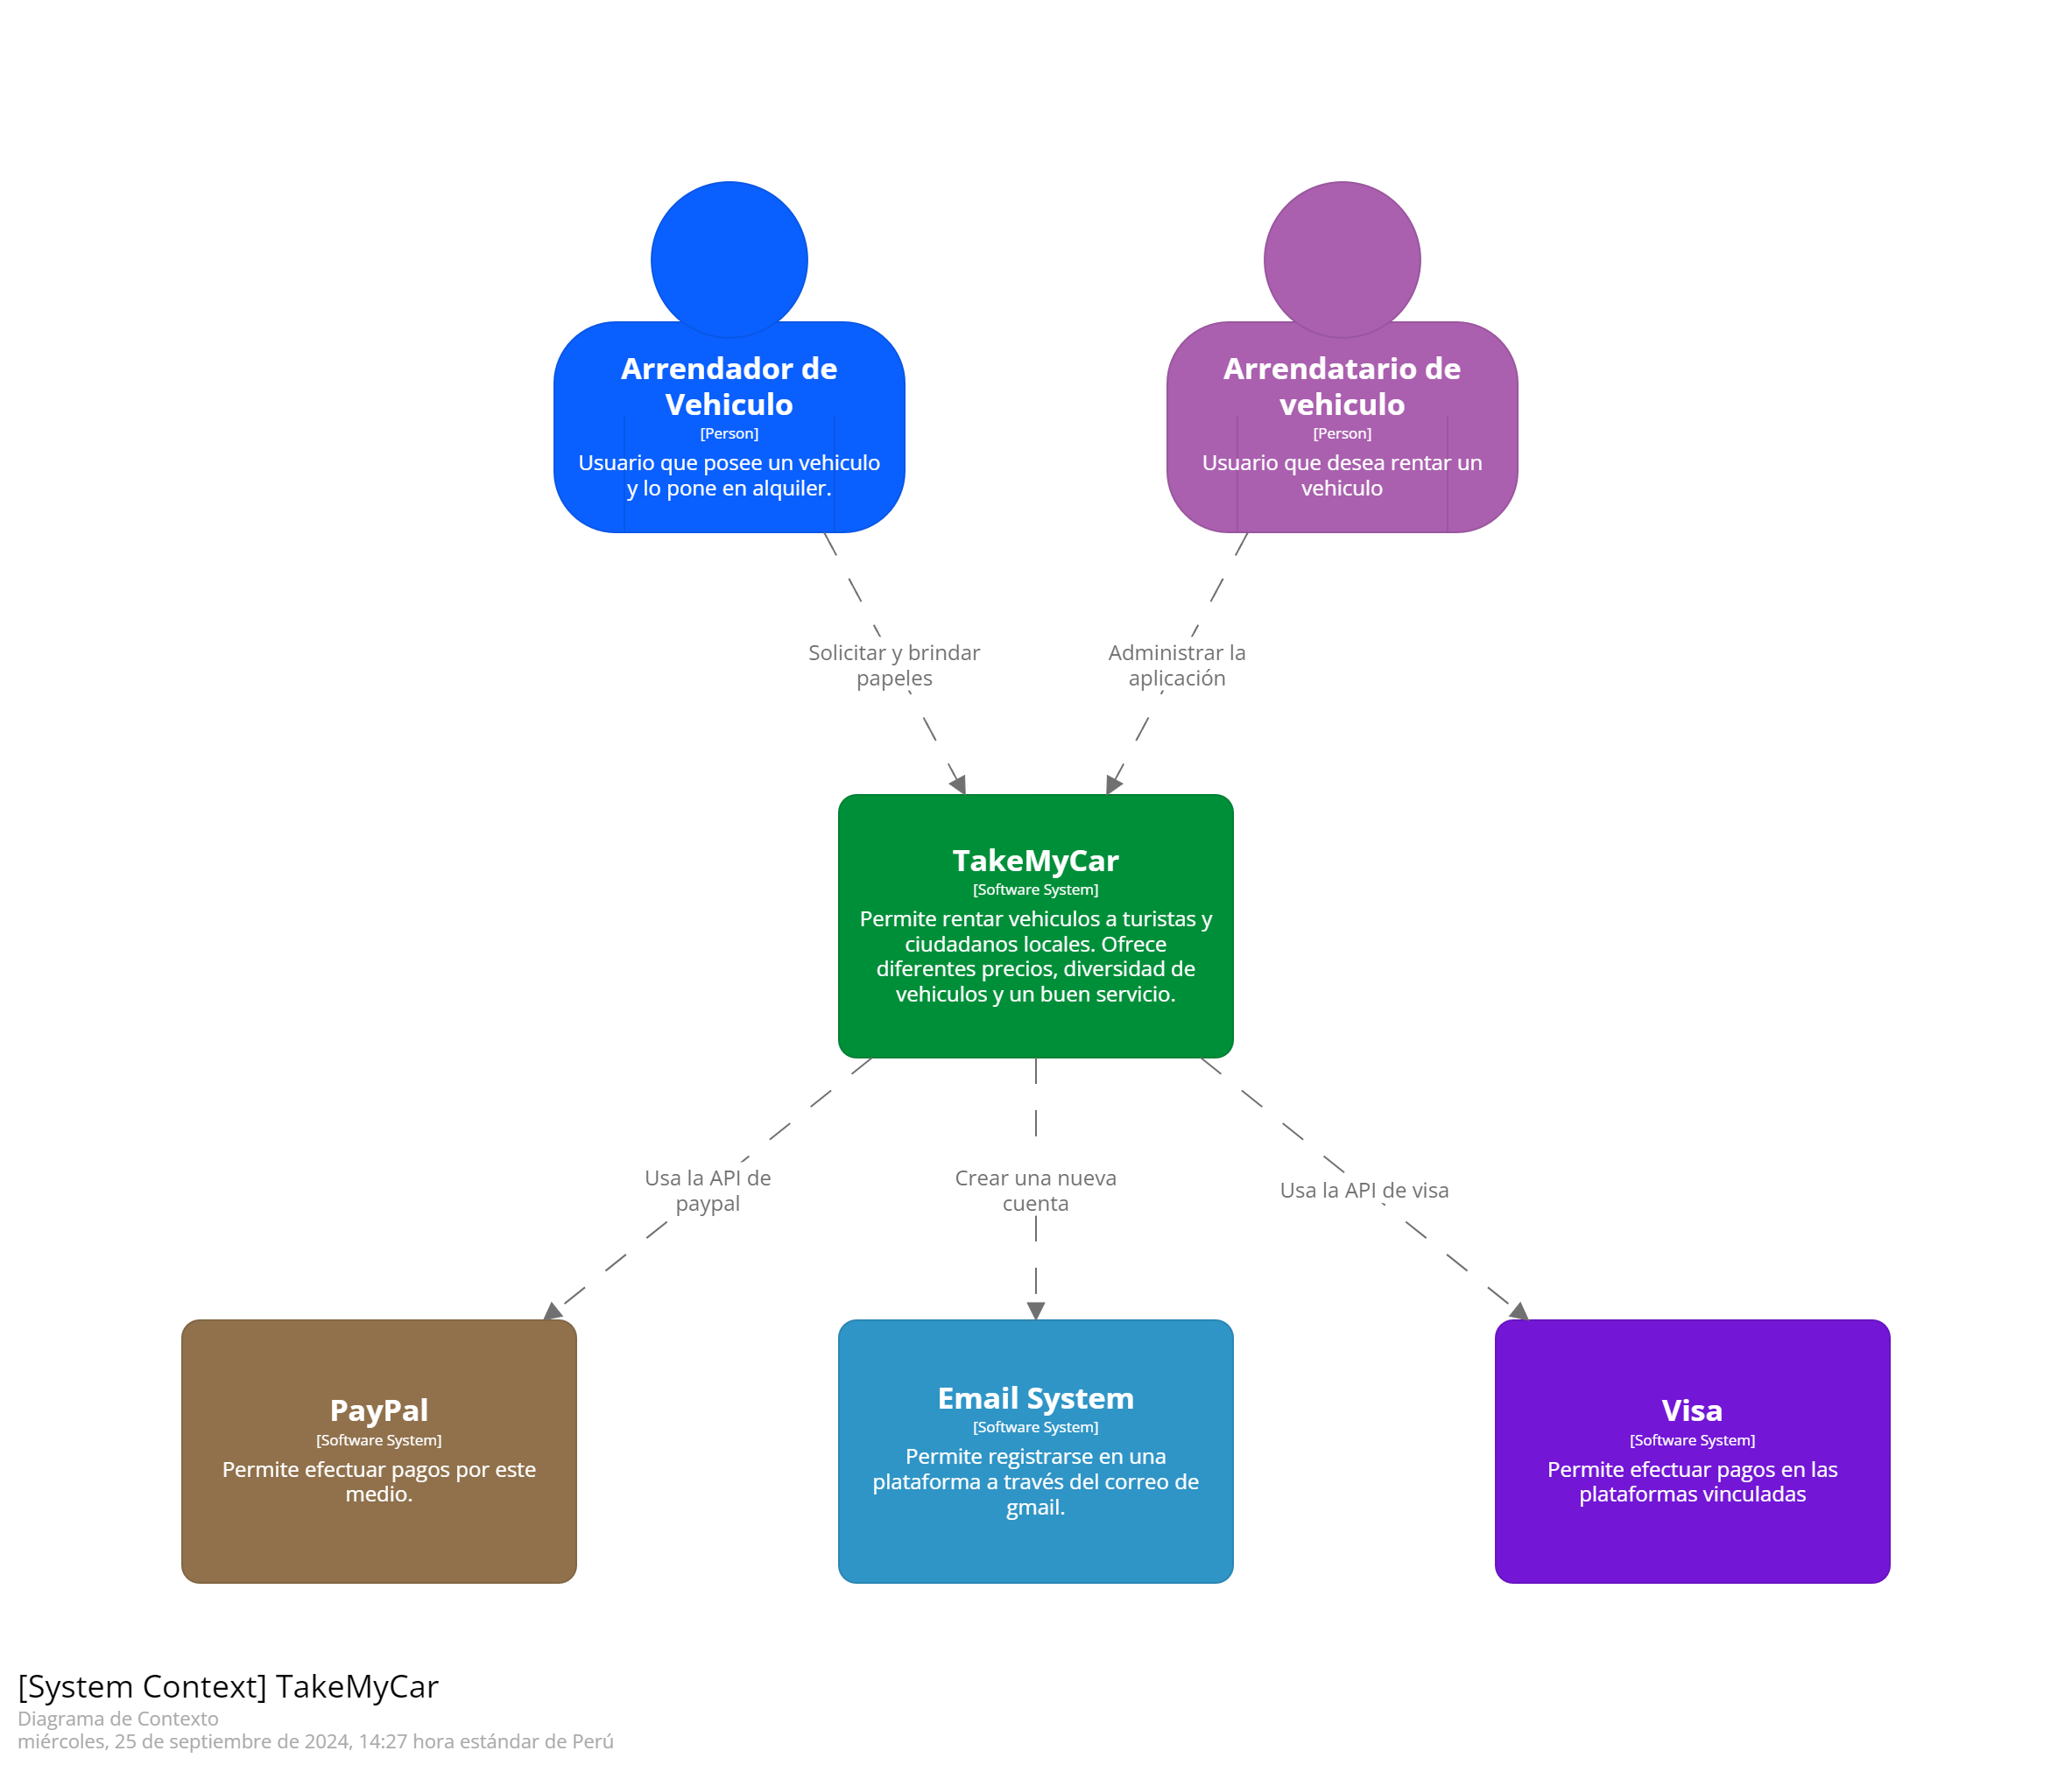 Arrendador de
Vehiculo
[Person]
Usuario que posee un vehiculo
y lo pone en alquiler.
Arrendatario de
vehiculo
[Person]
Usuario que desea rentar un
vehiculo
Solicitar y brindar
papeles
Administrar la
aplicación
TakeMyCar
[Software System]
Permite rentar vehiculos a turistas y
ciudadanos locales. Ofrece
diferentes precios, diversidad de
vehiculos y un buen servicio.
Usa la API de
paypal
Crear una nueva
cuenta
Usa la API de visa
PayPal
[Software System]
Permite efectuar pagos por este
medio.
Email System
[Software System]
Permite registrarse en una
plataforma a través del correo de
gmail.
Visa
[Software System]
Permite efectuar pagos en las
plataformas vinculadas
[System Context] TakeMyCar
Diagrama de Contexto
miércoles, 25 de septiembre de 2024, 14:27 hora estándar de Perú